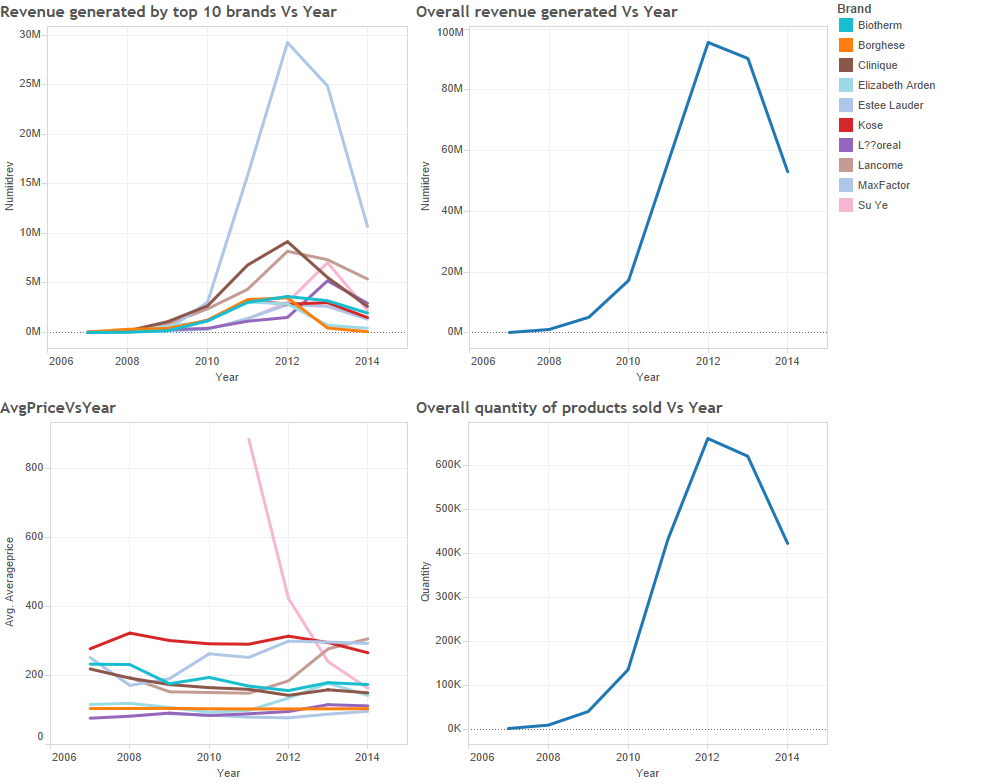 Revenue generated by top 10 brands Vs Year
30M
25M
20M
15M
10M
5M
0M
Numiidrev
2006 2008 2010 2012 2014
Year
Overall revenue generated Vs Year
100M
80M
60M
40M
20M
0M
Numiidrev
2006 2008 2010 2012 2014
Year
Brand
Biotherm
Borghese
Clinique
Elizabeth Arden
Estee Lauder
Kose
L??oreal
Lancome
MaxFactor
Su Ye
AvgPriceVsYear
800
600
400
200
0
Avg. Averageprice
2006 2008 2010 2012 2014
Year
Overall quantity of products sold Vs Year
600K
500K
400K
300K
200K
100K
0K
Quantity
2006 2008 2010 2012 2014
Year